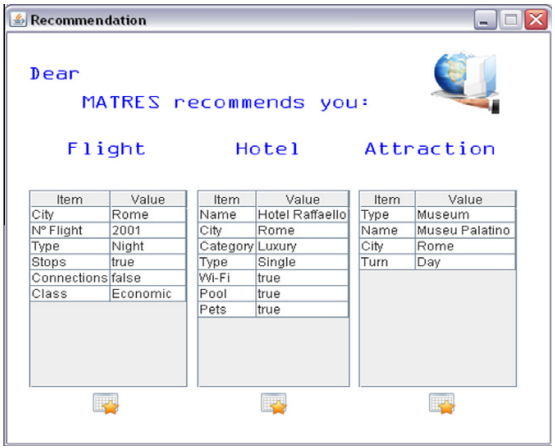 Recommendation
Dear
MATRES recommends you:
Flight
Item Value
City Rome
Nº Flight 2001
Type Night
Stops true
Connections false
Class Economic
Hotel
Item Value
Name Hotel Raffaello
City Rome
Category Luxury
Type Single
Wi-Fi true
Pool true
Pets true
Attraction
Item Value
Type Museum
Name Museu Palatino
City Rome
Turn Day